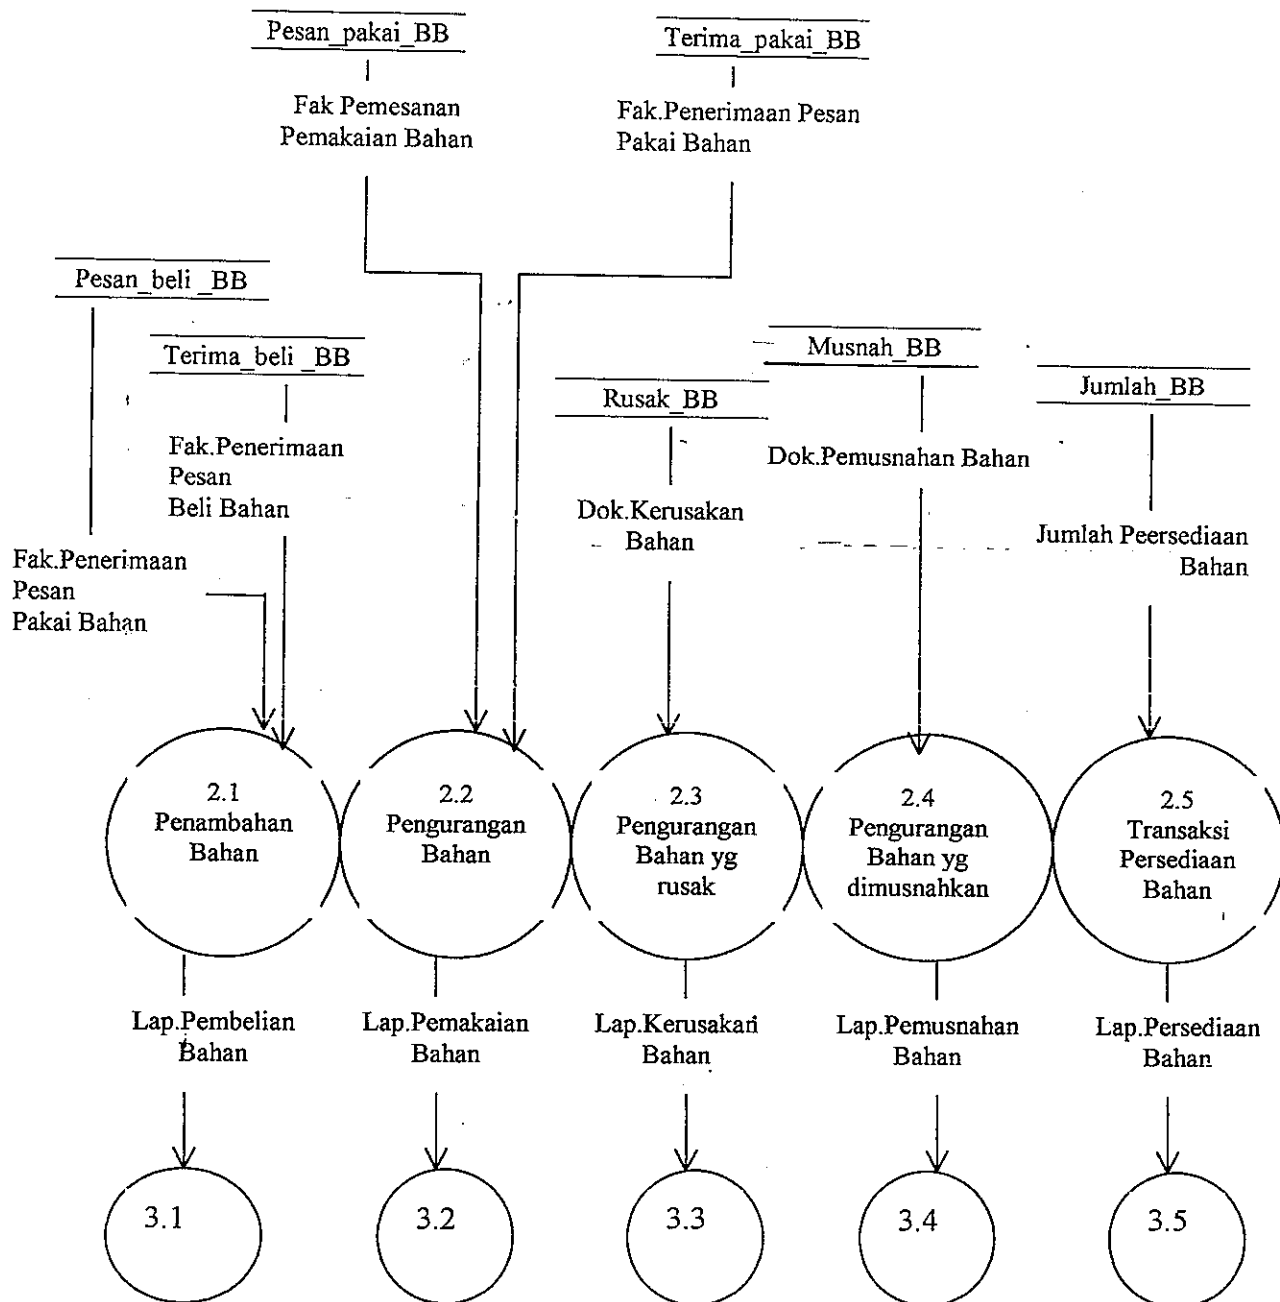 Pesan_pakai_BB
Terima_pakai_BB
Fak Pemesanan
Pemakaian Bahan
Fak.Penerimaan Pesan
Pakai Bahan
Pesan_beli _BB
Terima_beli _BB
Musnah_BB
Rusak_BB
Jumlah_BB
Fak.Penerimaan
Pesan
Beli Bahan
Dok.Pemusnahan Bahan
Dok.Kerusakan
Bahan
Jumlah Peersediaan
Bahan
Fak.Penerimaan
Pesan
Pakai Bahan
2.1
Penambahan
Bahan
2.2
Pengurangan
Bahan
2.3
Pengurangan
Bahan yg
rusak
2.4
Pengurangan
Bahan yg
dimusnahkan
2.5
Transaksi
Persediaan
Bahan
Lap.Pembelian
Bahan
Lap.Pemakaian
Bahan
Lap.Kerusakan
Bahan
Lap.Pemusnahan
Bahan
Lap.Persediaan
Bahan
3.1
3.2
3.3
3.4
3.5